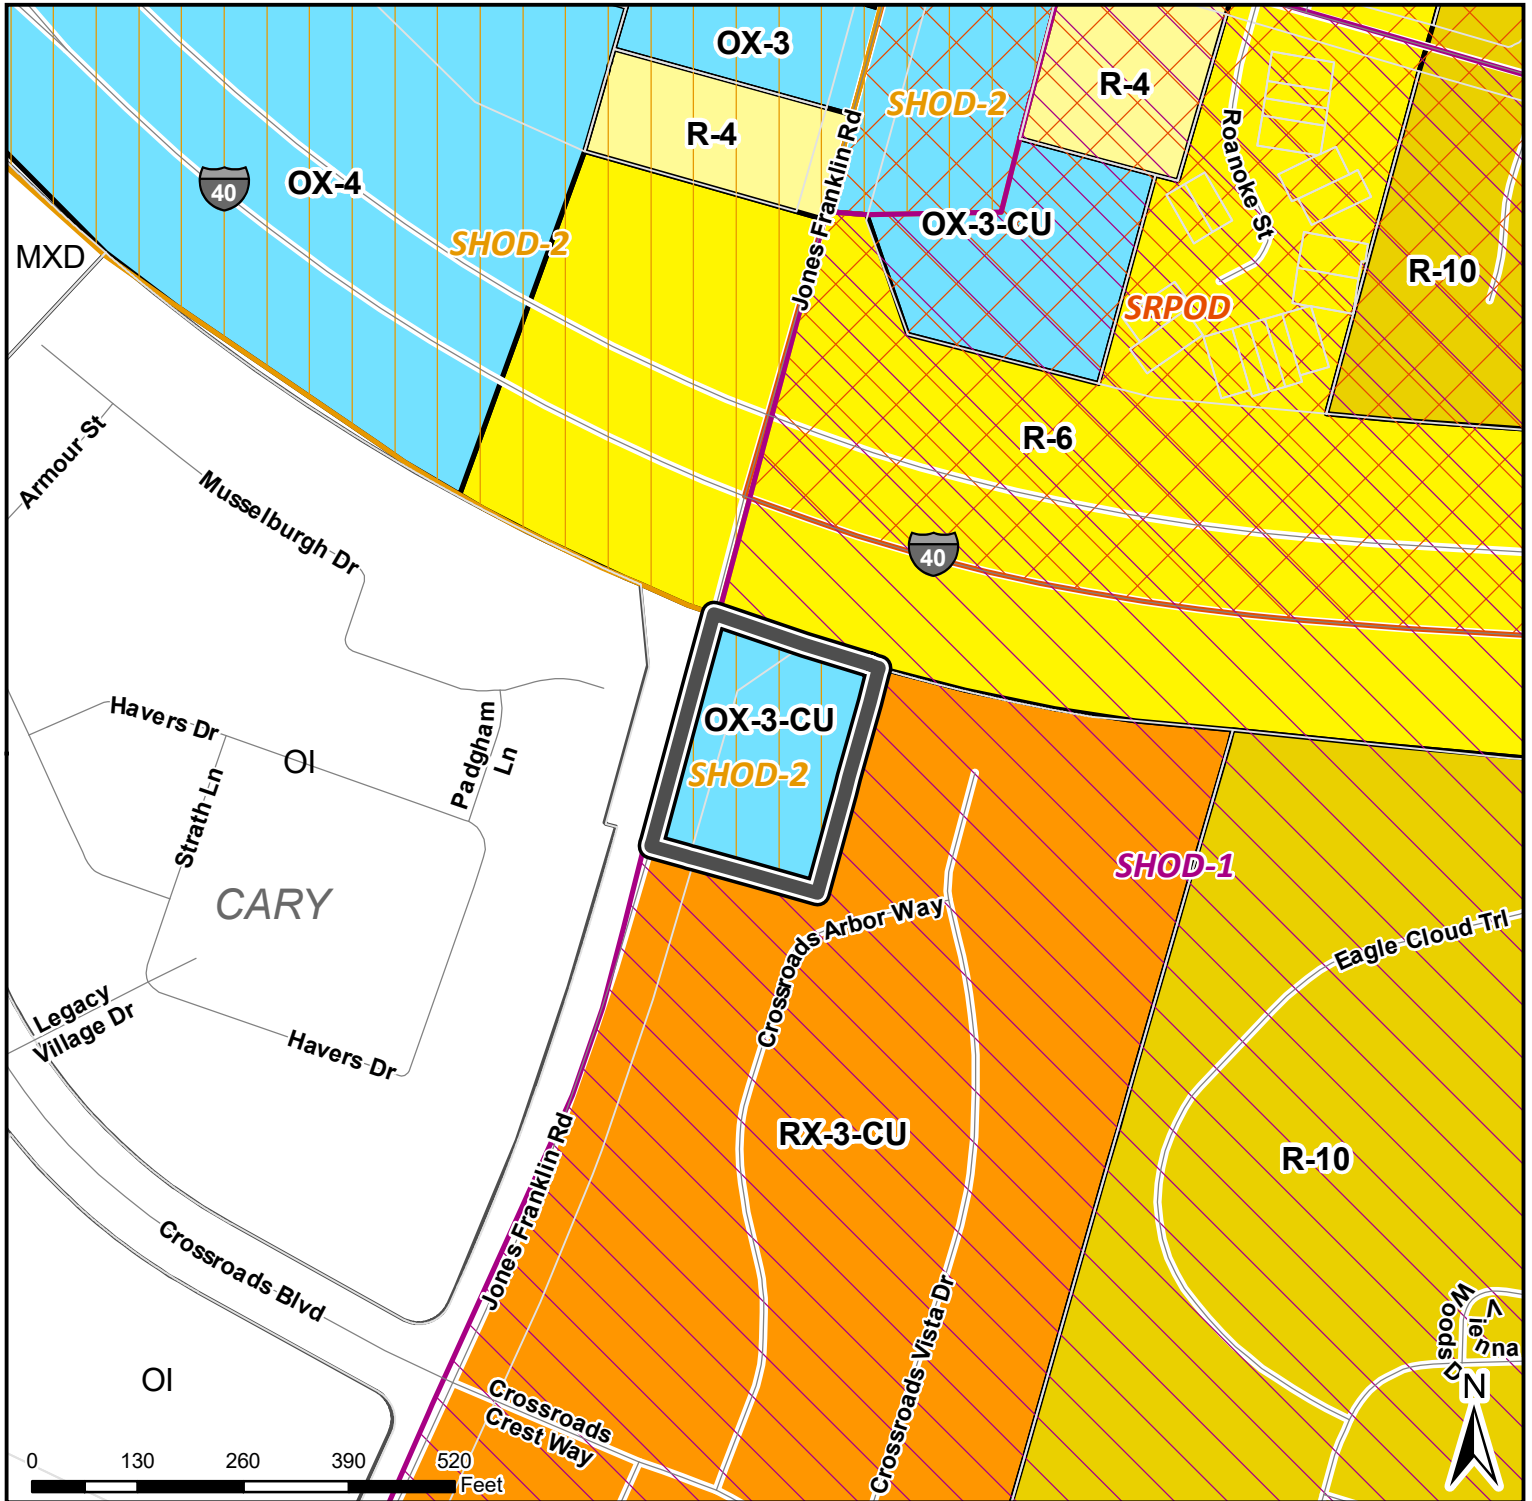 OX-3
R-4
SHOD-2
Jones Franklin Rd
R-4
Roanoke St
40
OX-4
SHOD-2
MXD
OX-3-CU
SRPOD
R-10
R-6
40
Armour St
Musselburgh Dr
Havers Dr
OI
Padgham
Ln
Strath Ln
CARY
OX-3-CU
SHOD-2
SHOD-1
Crossroads Arbor Way
Eagle Cloud Trl
Legacy
Village Dr
Havers Dr
RX-3-CU
R-10
Jones Franklin Rd
Crossroads Blvd
Crossroads Vista Dr
Vienna
Woods D
OI
Crossroads
Crest Way
N
0 130 260 390 520
Feet